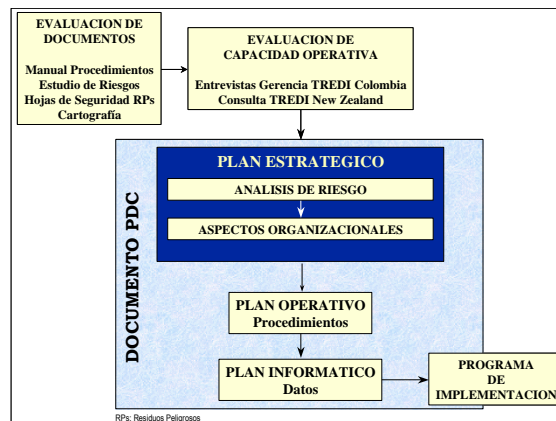 EVALUACION DE
DOCUMENTOS
Manual Procedimientos
Estudio de Riesgos
Hojas de Seguridad RPs
Cartografía
EVALUACION DE
CAPACIDAD OPERATIVA
Entrevistas Gerencia TREDI Colombia
Consulta TREDI New Zealand
DOCUMENTO PDC
PLAN ESTRATEGICO
ANALISIS DE RIESGO
ASPECTOS ORGANIZACIONALES
PLAN OPERATIVO
Procedimientos
PLAN INFORMATICO
Datos
PROGRAMA
DE
IMPLEMENTACION
RPs: Residuos Peligrosos